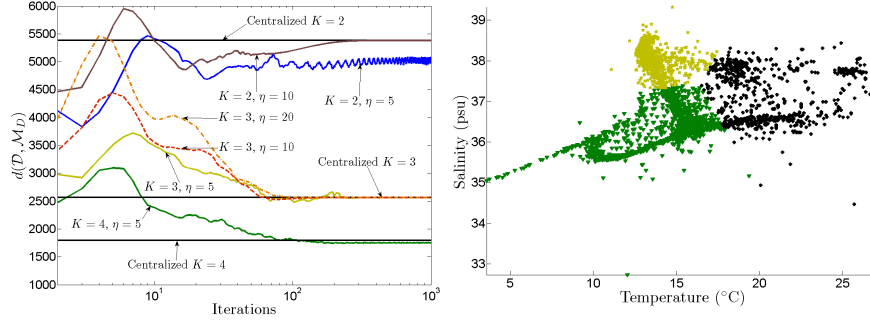 Centralized K = 2
K = 2, η = 10
K = 2, η = 5
K = 3, η = 20
K = 3, η = 10
Centralized K = 3
K = 3, η = 5
K = 4, η = 5
Centralized K = 4
d(D, M_D)
6000
5500
5000
4500
4000
3500
3000
2500
2000
1500
1000
10^1
10^2
10^3
Iterations
Salinity (psu)
39
38
37
36
35
34
33
5
10
15
20
25
Temperature (°C)